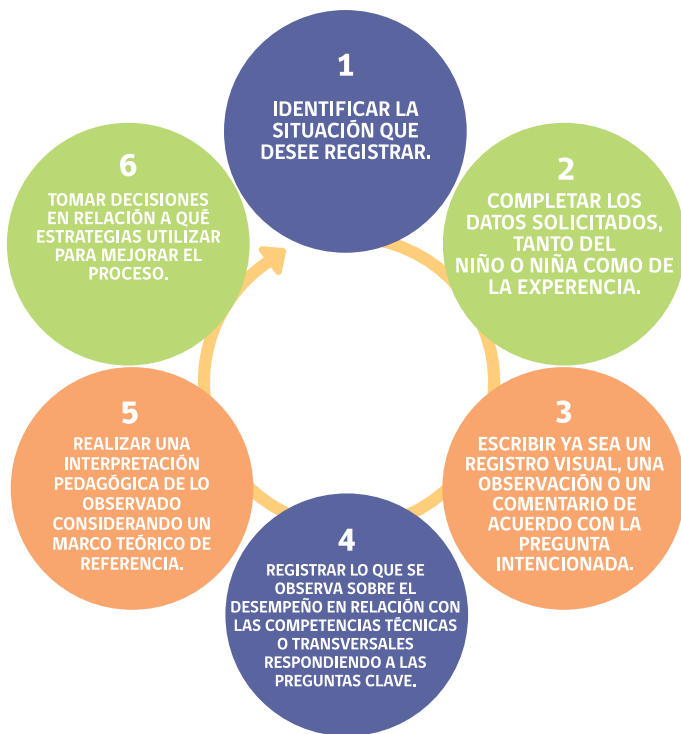 1
IDENTIFICAR LA
SITUACIÓN QUE
DESEE REGISTRAR.
2
COMPLETAR LOS
DATOS SOLICITADOS,
TANTO DEL
NIÑO O NIÑA COMO DE
LA EXPERENCIA.
3
ESCRIBIR YA SEA UN
REGISTRO VISUAL, UNA
OBSERVACIÓN O UN
COMENTARIO DE
ACUERDO CON LA
PREGUNTA
INTENCIONADA.
4
REGISTRAR LO QUE SE
OBSERVA SOBRE EL
DESEMPEÑO EN RELACIÓN CON
LAS COMPETENCIAS TÉCNICAS
O TRANSVERSALES
RESPONDIENDO A LAS
PREGUNTAS CLAVE.
5
REALIZAR UNA
INTERPRETACIÓN
PEDAGÓGICA DE LO
OBSERVADO
CONSIDERANDO UN
MARCO TEÓRICO DE
REFERENCIA.
6
TOMAR DECISIONES
EN RELACIÓN A QUÉ
ESTRATEGIAS UTILIZAR
PARA MEJORAR EL
PROCESO.